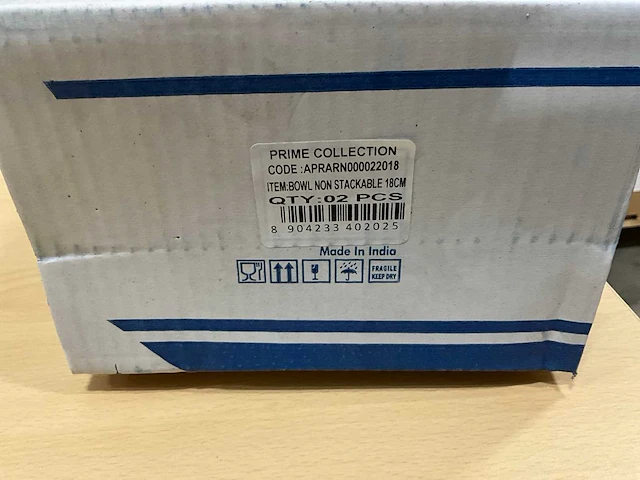 PRIME COLLECTION
CODE :APRARN000022018
ITEM:BOWL NON STACKABLE 18CM
QTY:02 PCS
8 904233 402025
Made In India
FRAGILE
KEEP DRY